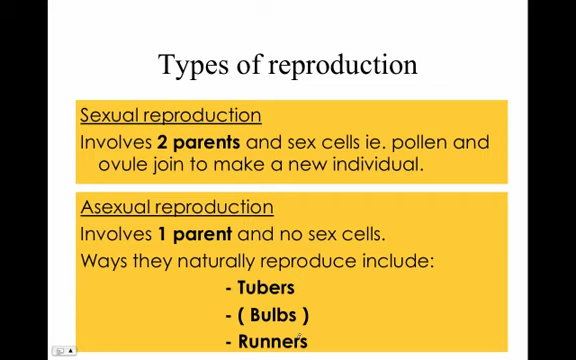 Types of reproduction
Sexual reproduction
Involves 2 parents and sex cells ie. pollen and
ovule join to make a new individual.
Asexual reproduction
Involves 1 parent and no sex cells.
Ways they naturally reproduce include:
- Tubers
- ( Bulbs )
- Runners